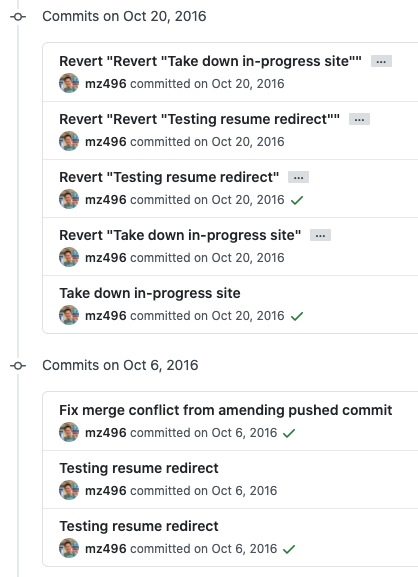 Commits on Oct 20, 2016
Revert "Revert "Take down in-progress site"" ...
mz496 committed on Oct 20, 2016
Revert "Revert "Testing resume redirect"" ...
mz496 committed on Oct 20, 2016
Revert "Testing resume redirect" ...
mz496 committed on Oct 20, 2016
Revert "Take down in-progress site" ...
mz496 committed on Oct 20, 2016
Take down in-progress site
mz496 committed on Oct 20, 2016
Commits on Oct 6, 2016
Fix merge conflict from amending pushed commit
mz496 committed on Oct 6, 2016
Testing resume redirect
mz496 committed on Oct 6, 2016
Testing resume redirect
mz496 committed on Oct 6, 2016